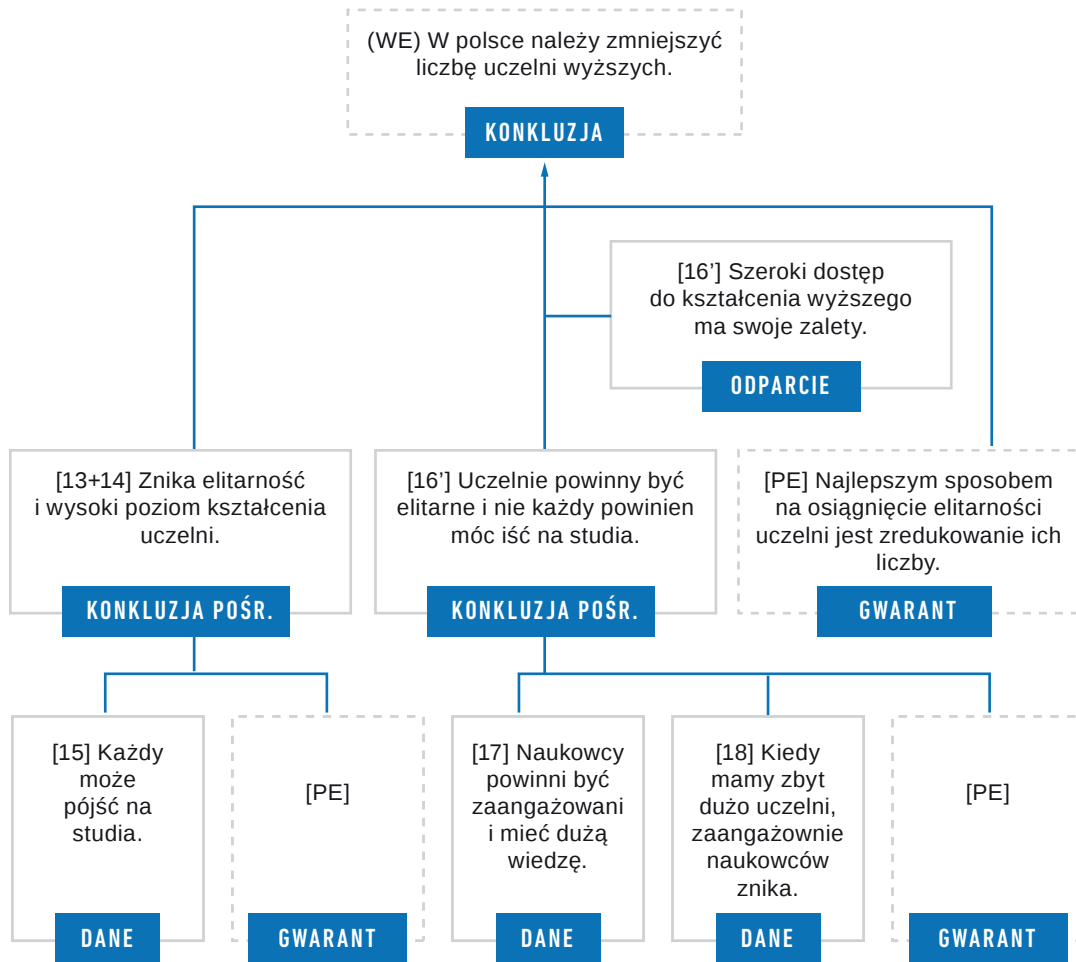 (WE) W polsce należy zmniejszyć
liczbę uczelni wyższych.
KONKLUZJA
[16’] Szeroki dostęp
do kształcenia wyższego
ma swoje zalety.
ODPARCIE
[13+14] Znika elitarność
i wysoki poziom kształcenia
uczelni.
KONKLUZJA POŚR.
[16’] Uczelnie powinny być
elitarne i nie każdy powinien
móc iść na studia.
KONKLUZJA POŚR.
[PE] Najlepszym sposobem
na osiągnięcie elitarności
uczelni jest zredukowanie ich
liczby.
GWARANT
[15] Każdy
może
pójść na
studia.
DANE
[PE]
GWARANT
[17] Naukowcy
powinni być
zaangażowani
i mieć dużą
wiedzę.
DANE
[18] Kiedy
mamy zbyt
dużo uczelni,
zaangażownie
naukowców
znika.
DANE
[PE]
GWARANT